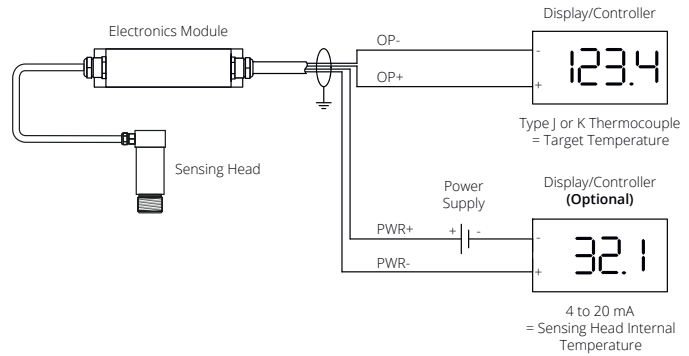 Electronics Module
Sensing Head
OP-
OP+
Display/Controller
-
+
123.4
Type J or K Thermocouple
= Target Temperature
Power
Supply
PWR+
+
-
PWR-
Display/Controller
(Optional)
-
+
32.1
4 to 20 mA
= Sensing Head Internal
Temperature